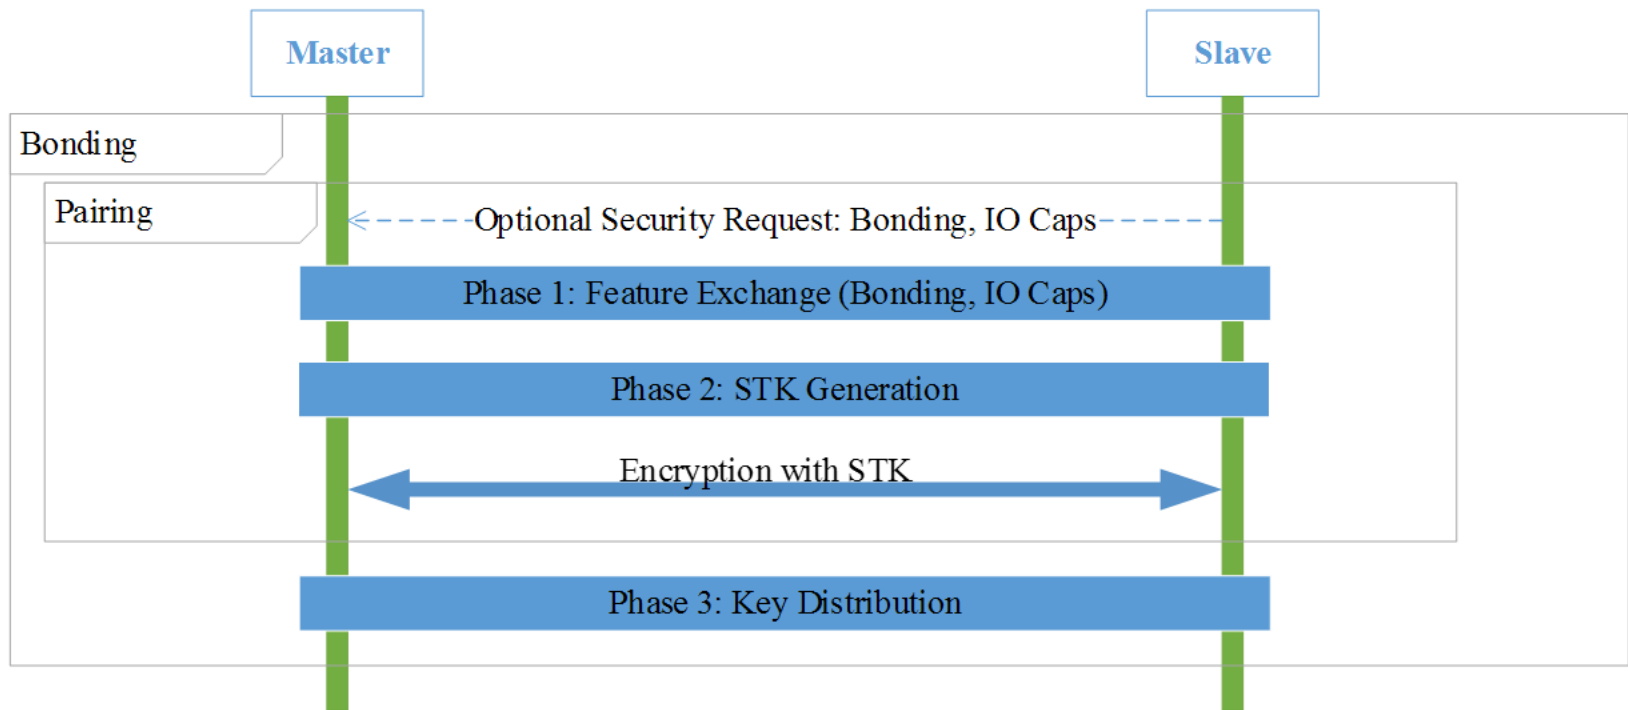 Master
Slave
Bonding
Pairing
Optional Security Request: Bonding, IO Caps
Phase 1: Feature Exchange (Bonding, IO Caps)
Phase 2: STK Generation
Encryption with STK
Phase 3: Key Distribution